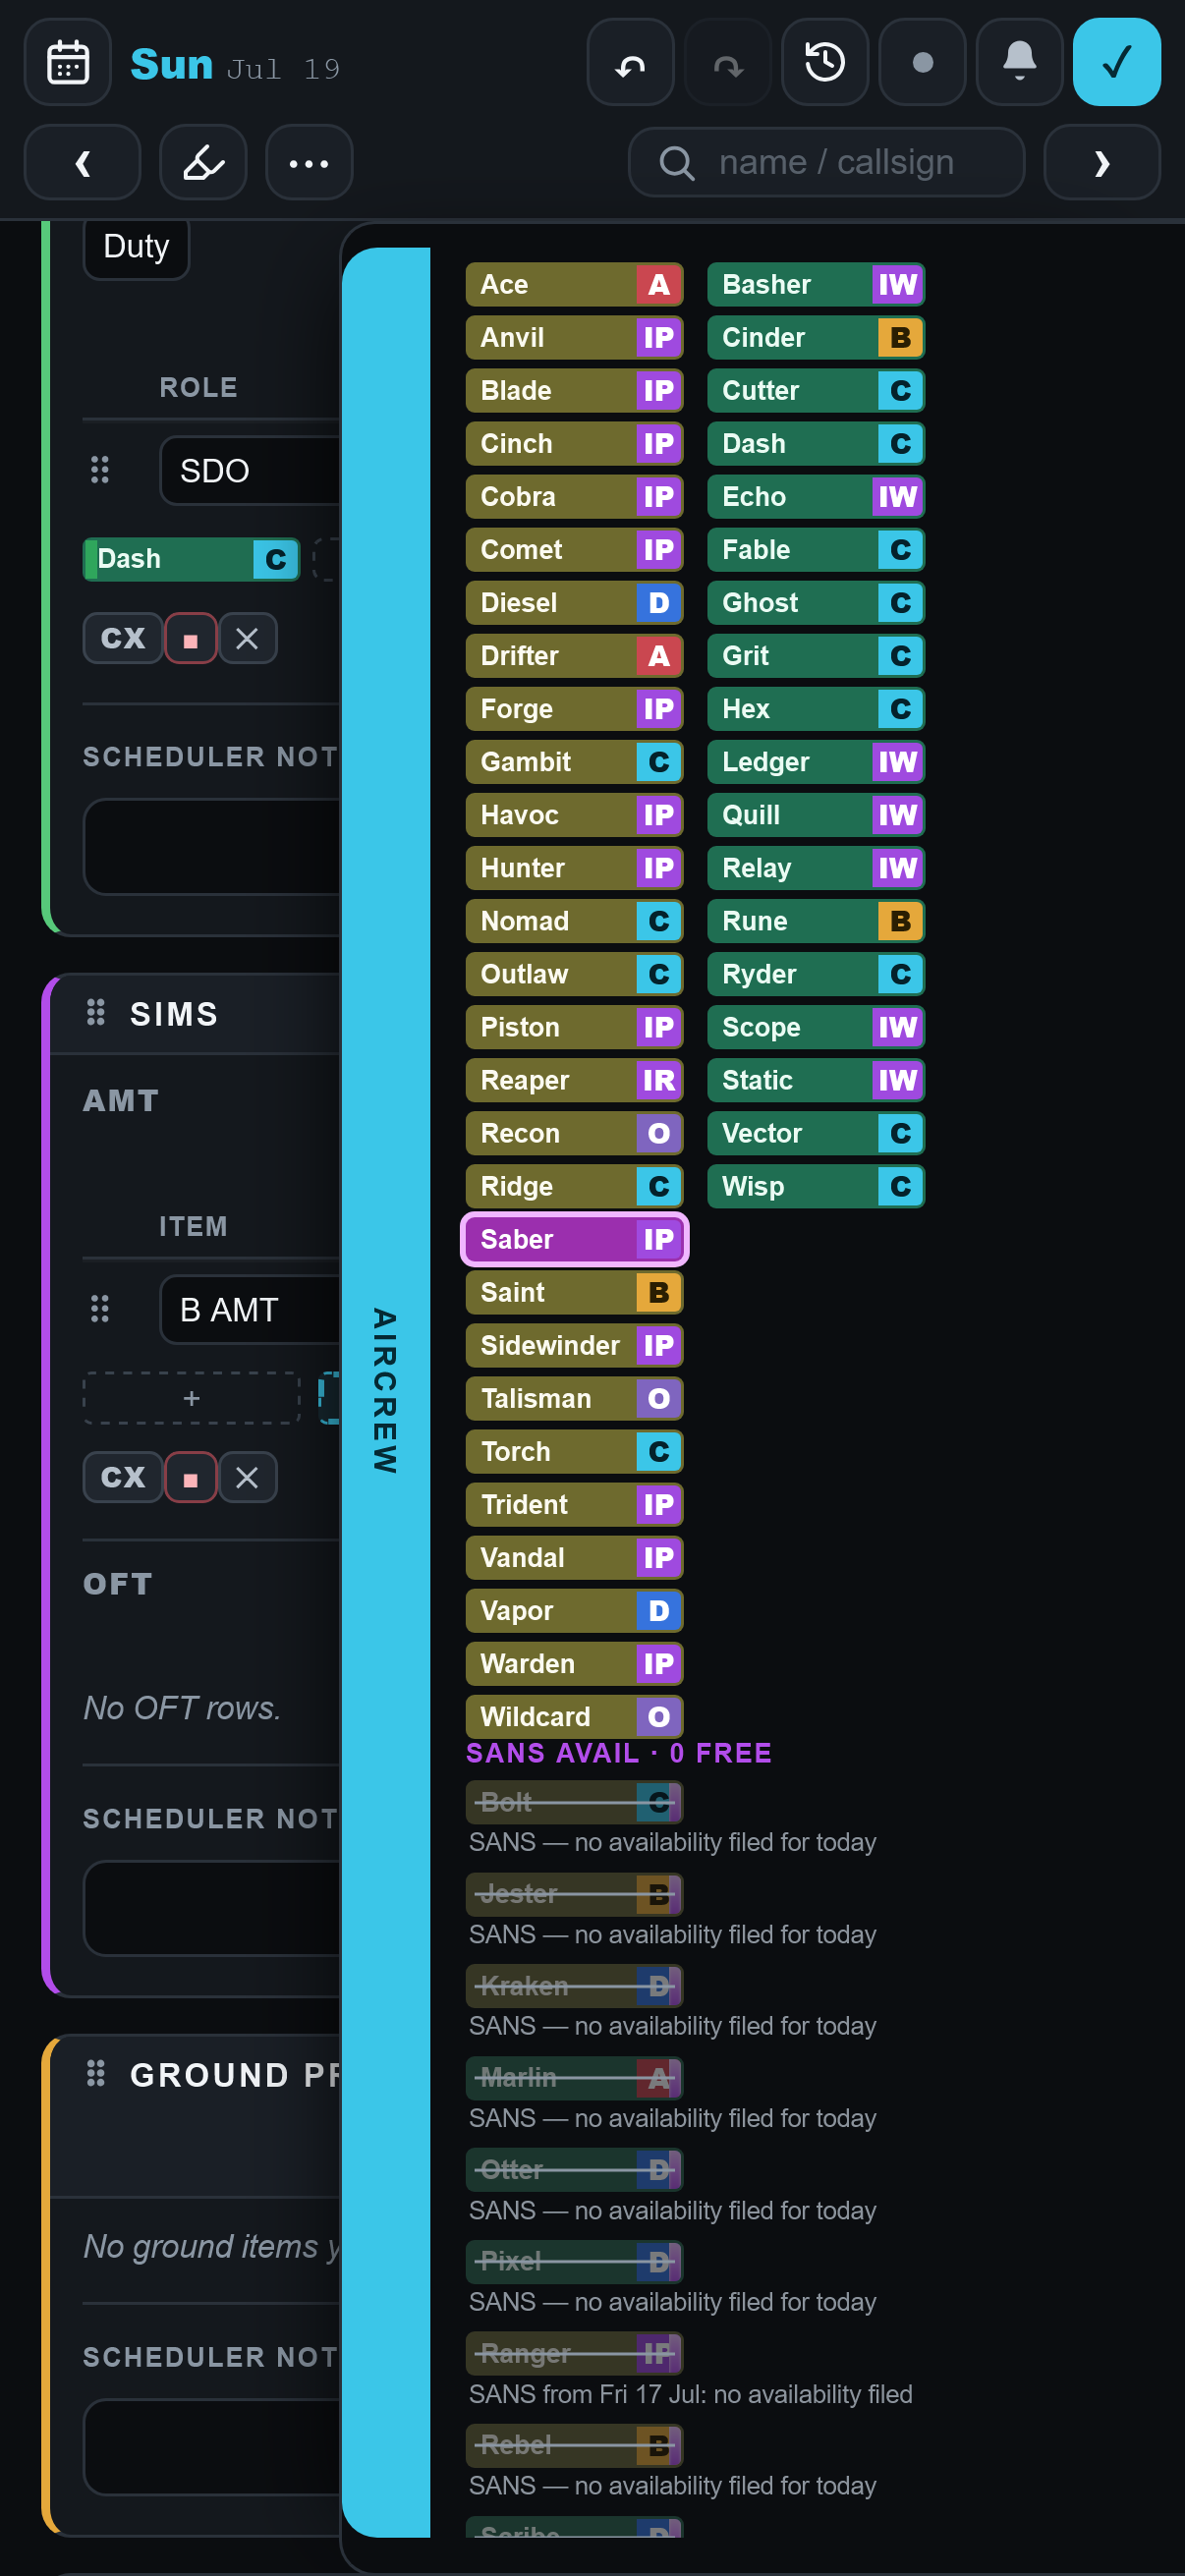 Sun Jul 19
name / callsign
Duty
ROLE
SDO
Dash C
CX
SCHEDULER NOT
SIMS
AMT
ITEM
B AMT
+
CX
OFT
No OFT rows.
SCHEDULER NOT
GROUND PR
No ground items y
SCHEDULER NOT
AIRCREW
Ace A Basher IW
Anvil IP Cinder B
Blade IP Cutter C
Cinch IP Dash C
Cobra IP Echo IW
Comet IP Fable C
Diesel D Ghost C
Drifter A Grit C
Forge IP Hex C
Gambit C Ledger IW
Havoc IP Quill IW
Hunter IP Relay IW
Nomad C Rune B
Outlaw C Ryder C
Piston IP Scope IW
Reaper IR Static IW
Recon O Vector C
Ridge C Wisp C
Saber IP
Saint B
Sidewinder IP
Talisman O
Torch C
Trident IP
Vandal IP
Vapor D
Warden IP
Wildcard O
SANS AVAIL · 0 FREE
Bolt C
SANS — no availability filed for today
Jester B
SANS — no availability filed for today
Kraken D
SANS — no availability filed for today
Marlin A
SANS — no availability filed for today
Otter D
SANS — no availability filed for today
Pixel D
SANS — no availability filed for today
Ranger IP
SANS from Fri 17 Jul: no availability filed
Rebel B
SANS — no availability filed for today
Scribe D